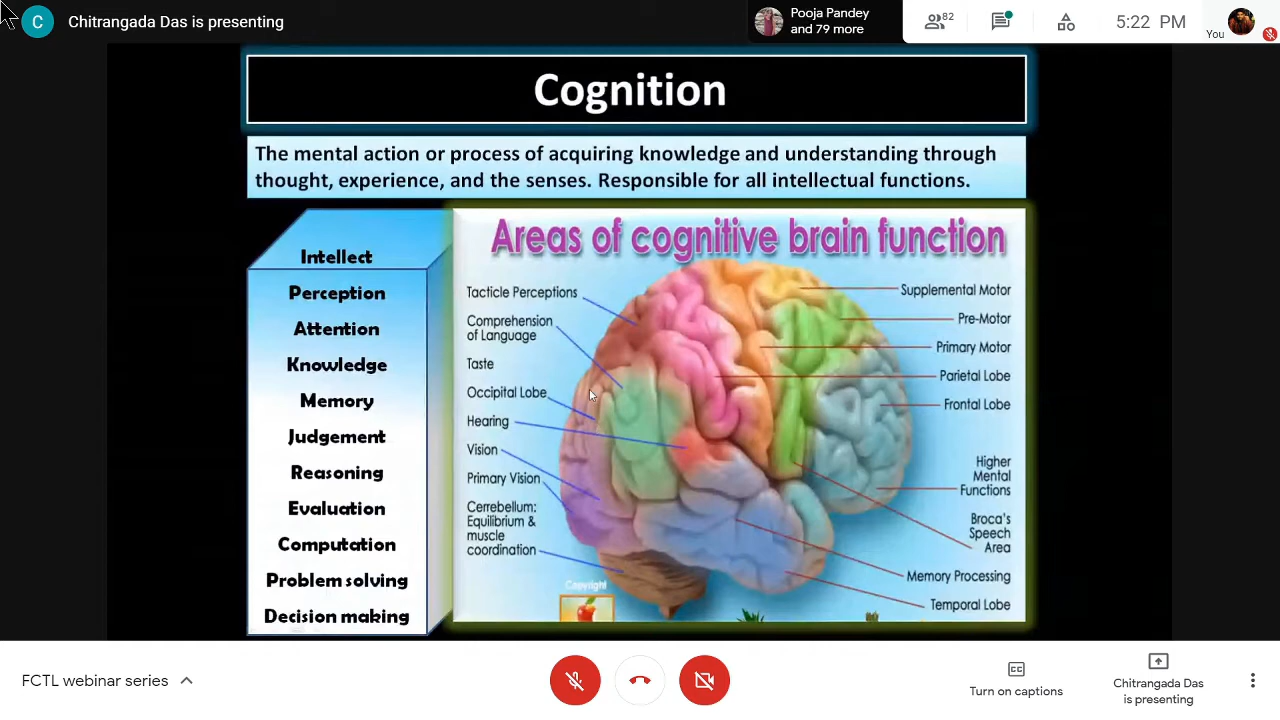 C
Chitrangada Das is presenting
Pooja Pandey
and 79 more
82
5:22 PM
You
Cognition
The mental action or process of acquiring knowledge and understanding through
thought, experience, and the senses. Responsible for all intellectual functions.
Intellect
Perception
Attention
Knowledge
Memory
Judgement
Reasoning
Evaluation
Computation
Problem solving
Decision making
Areas of cognitive brain function
Tacticle Perceptions
Comprehension
of Language
Taste
Occipital Lobe
Hearing
Vision
Primary Vision
Cerrebellum:
Equilibrium &
muscle
coordination
Copyright
Supplemental Motor
Pre-Motor
Primary Motor
Parietal Lobe
Frontal Lobe
Higher
Mental
Functions
Broca's
Speech
Area
Memory Processing
Temporal Lobe
FCTL webinar series
CC
Turn on captions
Chitrangada Das
is presenting